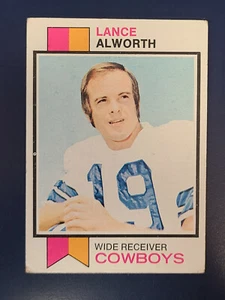 LANCE
ALWORTH
19
WIDE RECEIVER
COWBOYS